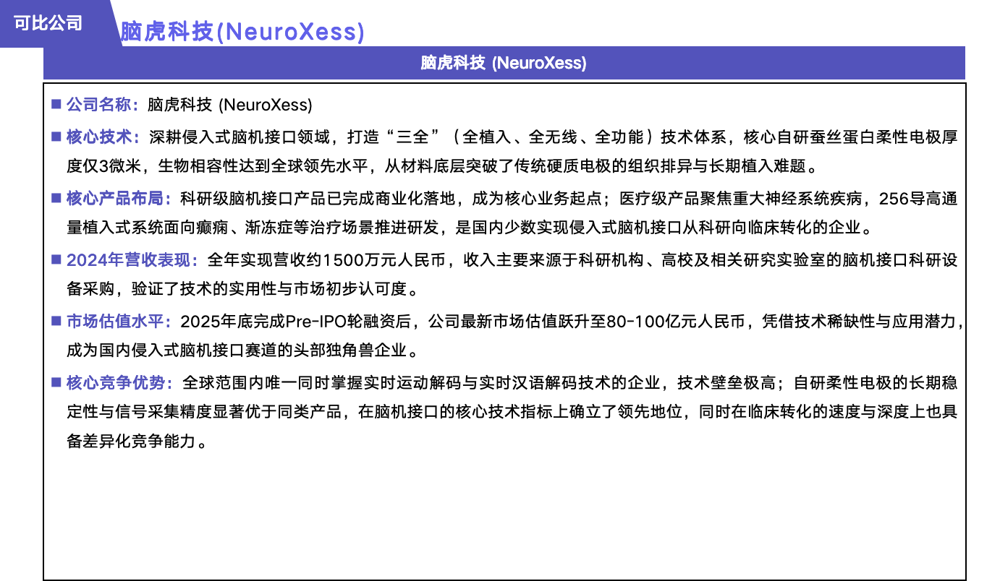 可比公司
脑虎科技(NeuroXess)
脑虎科技 (NeuroXess)
■ 公司名称：脑虎科技 (NeuroXess)
■ 核心技术：深耕侵入式脑机接口领域，打造“三全”（全植入、全无线、全功能）技术体系，核心自研蚕丝蛋白柔性电极厚
度仅3微米，生物相容性达到全球领先水平，从材料底层突破了传统硬质电极的组织排异与长期植入难题。
■ 核心产品布局：科研级脑机接口产品已完成商业化落地，成为核心业务起点；医疗级产品聚焦重大神经系统疾病，256导高通
量植入式系统面向癫痫、渐冻症等治疗场景推进研发，是国内少数实现侵入式脑机接口从科研向临床转化的企业。
■ 2024年营收表现：全年实现营收约1500万元人民币，收入主要来源于科研机构、高校及相关研究实验室的脑机接口科研设
备采购，验证了技术的实用性与市场初步认可度。
■ 市场估值水平：2025年底完成Pre-IPO轮融资后，公司最新市场估值跃升至80-100亿元人民币，凭借技术稀缺性与应用潜力，
成为国内侵入式脑机接口赛道的头部独角兽企业。
■ 核心竞争优势：全球范围内唯一同时掌握实时运动解码与实时汉语解码技术的企业，技术壁垒极高；自研柔性电极的长期稳
定性与信号采集精度显著优于同类产品，在脑机接口的核心技术指标上确立了领先地位，同时在临床转化的速度与深度上也具
备差异化竞争能力。